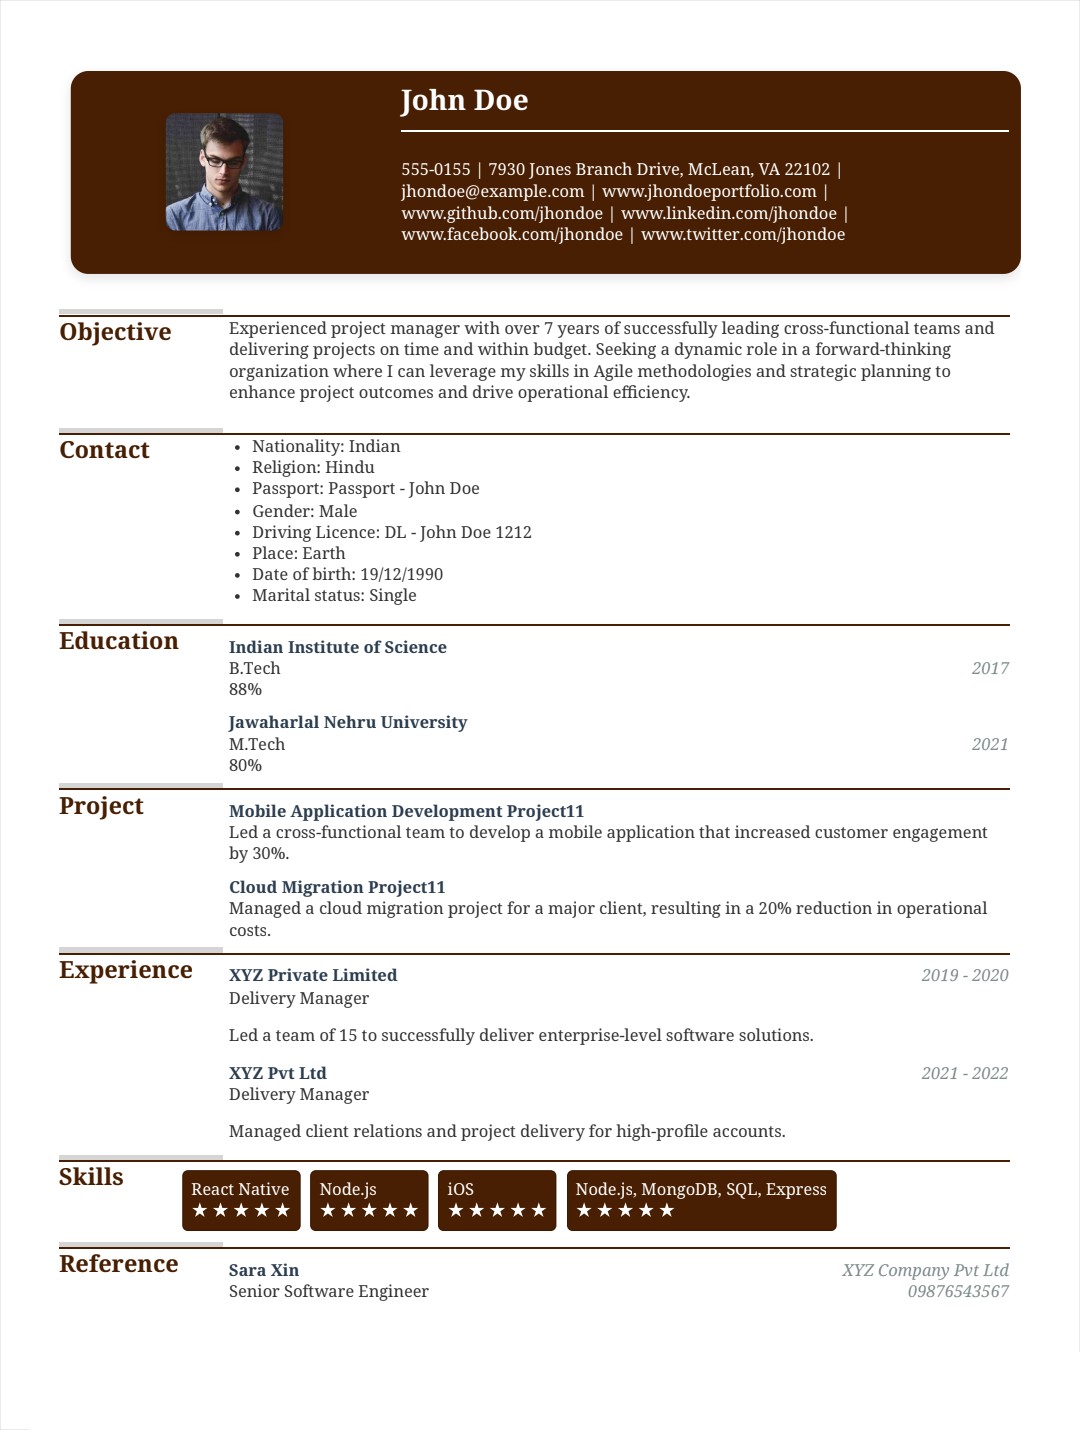 John Doe
555-0155 | 7930 Jones Branch Drive, McLean, VA 22102 |
jhondoe@example.com | www.jhondoeportfolio.com |
www.github.com/jhondoe | www.linkedin.com/jhondoe |
www.facebook.com/jhondoe | www.twitter.com/jhondoe
Objective
Experienced project manager with over 7 years of successfully leading cross-functional teams and
delivering projects on time and within budget. Seeking a dynamic role in a forward-thinking
organization where I can leverage my skills in Agile methodologies and strategic planning to
enhance project outcomes and drive operational efficiency.
Contact
• Nationality: Indian
• Religion: Hindu
• Passport: Passport - John Doe
• Gender: Male
• Driving Licence: DL - John Doe 1212
• Place: Earth
• Date of birth: 19/12/1990
• Marital status: Single
Education
Indian Institute of Science
B.Tech 2017
88%
Jawaharlal Nehru University
M.Tech 2021
80%
Project
Mobile Application Development Project11
Led a cross-functional team to develop a mobile application that increased customer engagement
by 30%.
Cloud Migration Project11
Managed a cloud migration project for a major client, resulting in a 20% reduction in operational
costs.
Experience
XYZ Private Limited 2019 - 2020
Delivery Manager
Led a team of 15 to successfully deliver enterprise-level software solutions.
XYZ Pvt Ltd 2021 - 2022
Delivery Manager
Managed client relations and project delivery for high-profile accounts.
Skills
React Native
★★★★★
Node.js
★★★★★
iOS
★★★★★
Node.js, MongoDB, SQL, Express
★★★★★
Reference
Sara Xin XYZ Company Pvt Ltd
Senior Software Engineer 09876543567